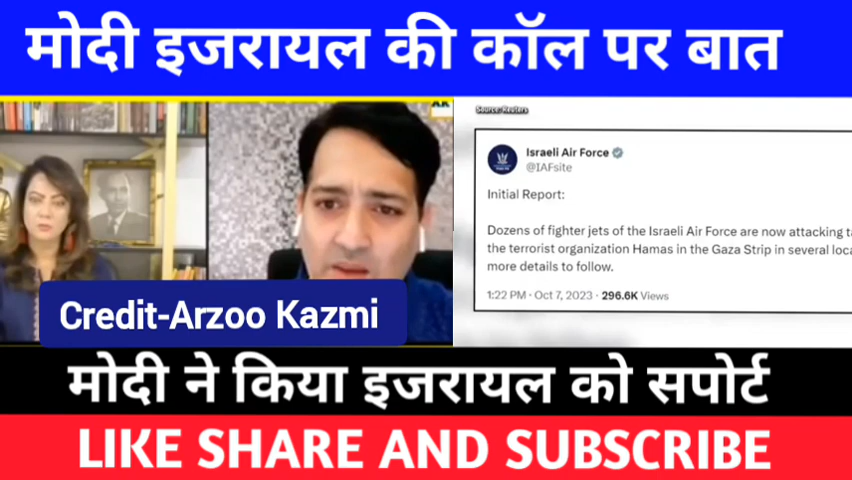 मोदी इजरायल की कॉल पर बात
AK
Source: Reuters
Israeli Air Force
@IAFsite
Initial Report:
Dozens of fighter jets of the Israeli Air Force are now attacking
the terrorist organization Hamas in the Gaza Strip in several
more details to follow.
1:22 PM · Oct 7, 2023 · 296.6K Views
Credit-Arzoo Kazmi
मोदी ने किया इजरायल को सपोर्ट
LIKE SHARE AND SUBSCRIBE